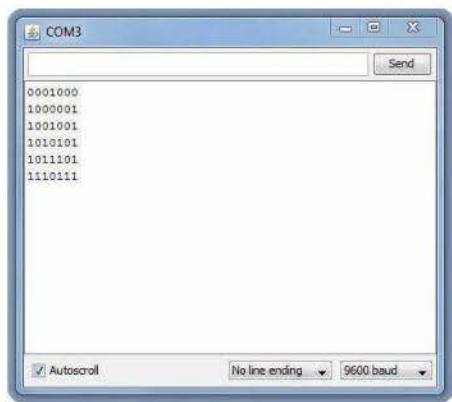 COM3
Send
0001000
1000001
1001001
1010101
1011101
1110111
Autoscroll
No line ending
9600 baud